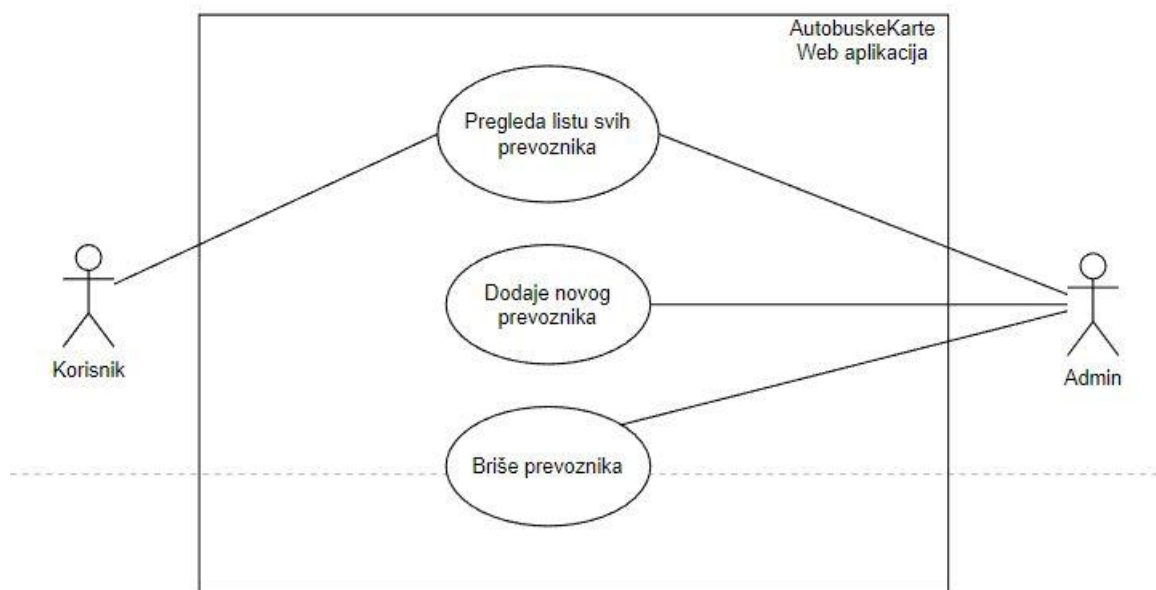 AutobuskeKarte
Web aplikacija
Pregleda listu svih
prevoznika
Dodaje novog
prevoznika
Korisnik
Admin
Briše prevoznika